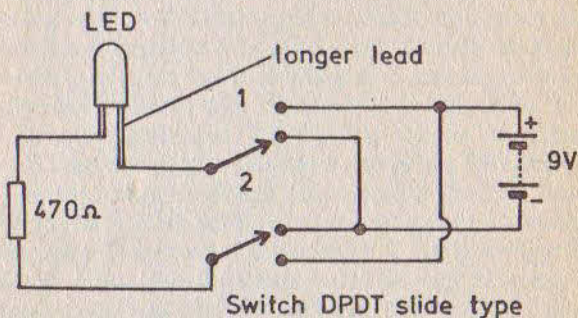 LED
longer lead
1
+
2
9V
470Ω
-
Switch DPDT slide type